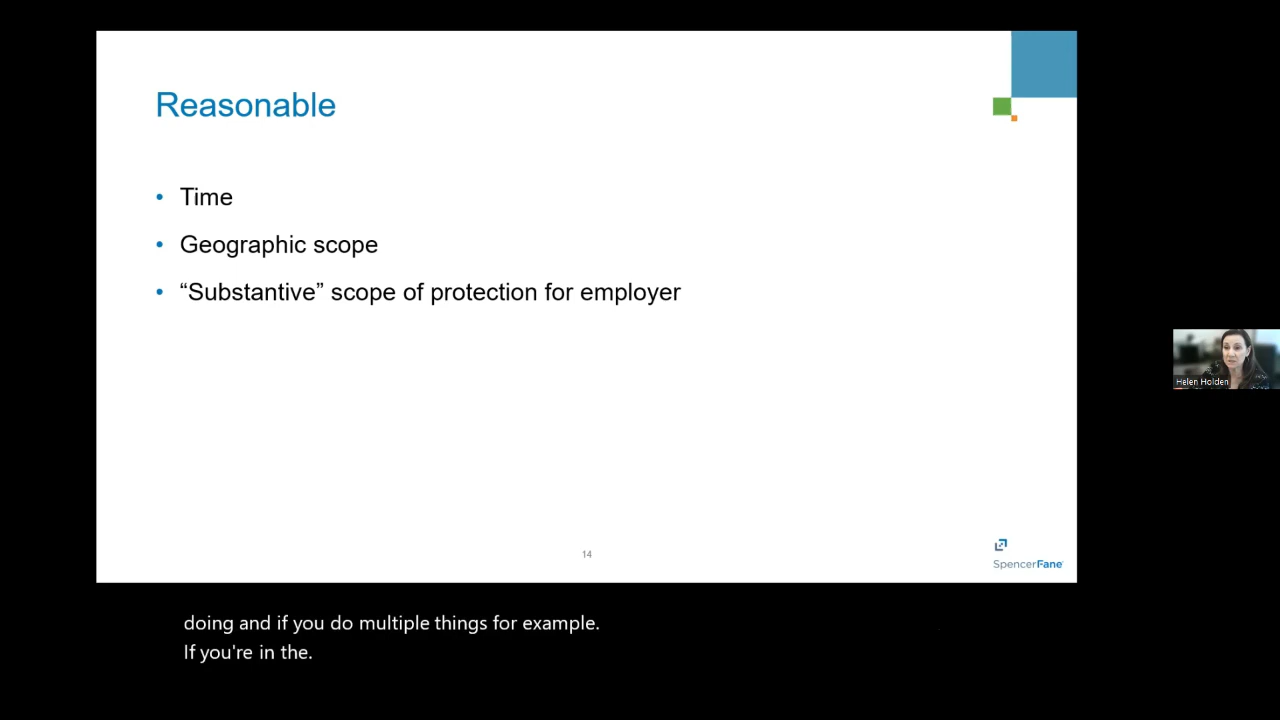 Reasonable
• Time
• Geographic scope
• “Substantive” scope of protection for employer
Helen Holden
14
SpencerFane
doing and if you do multiple things for example.
If you're in the.